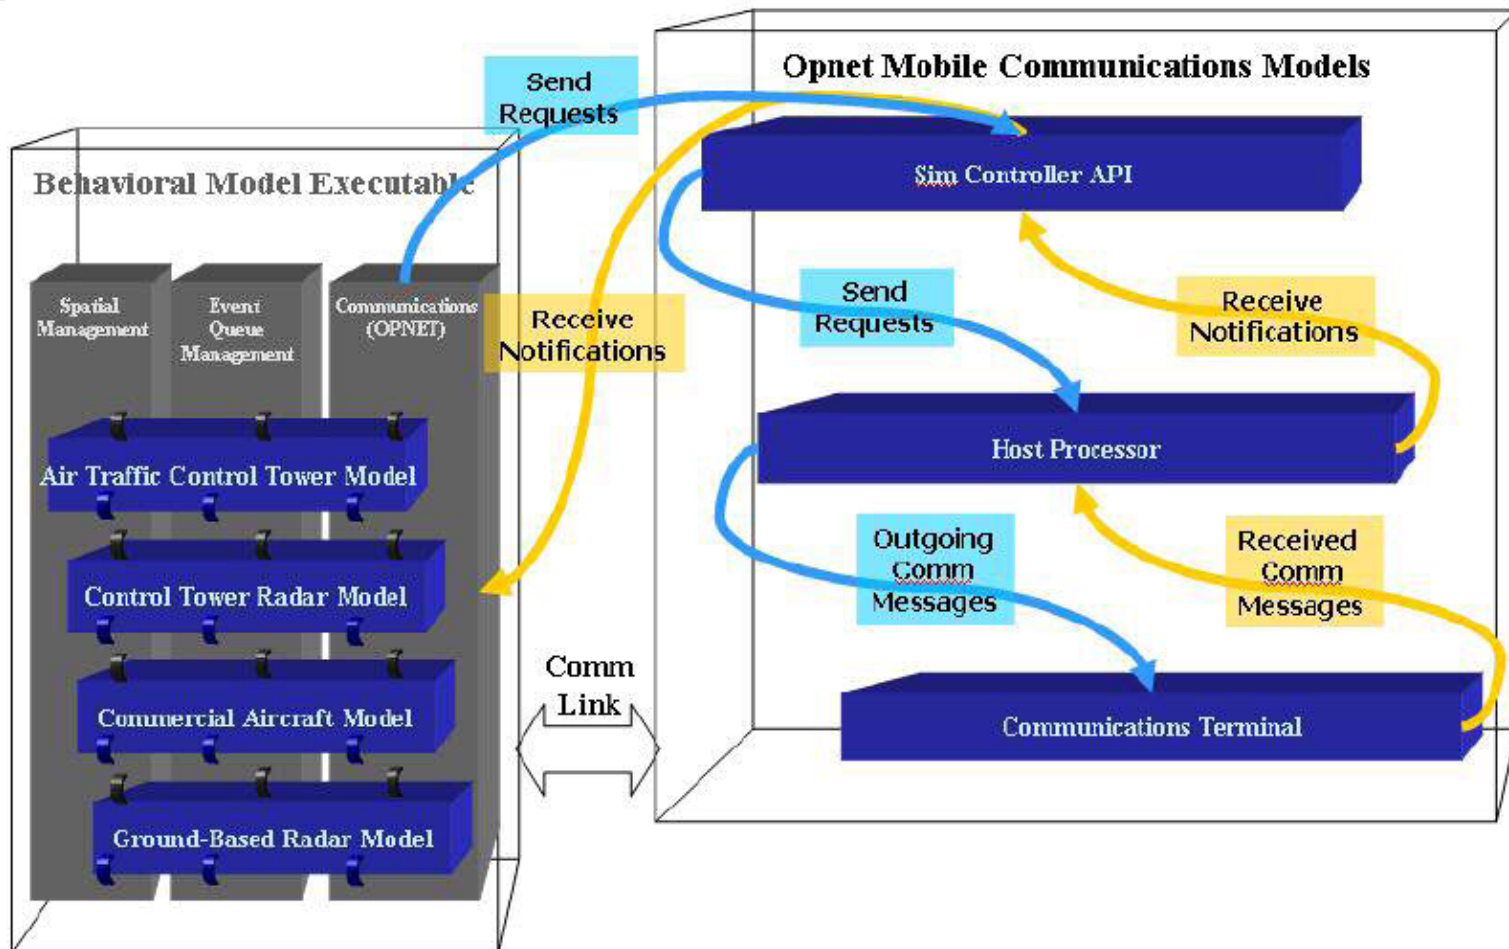 Opnet Mobile Communications Models
Send
Requests
Sim Controller API
Behavioral Model Executable
Spatial
Management
Event
Queue
Management
Communications
(OPNET)
Receive
Notifications
Send
Requests
Receive
Notifications
Air Traffic Control Tower Model
Host Processor
Control Tower Radar Model
Outgoing
Comm
Messages
Received
Comm
Messages
Comm
Link
Commercial Aircraft Model
Communications Terminal
Ground-Based Radar Model